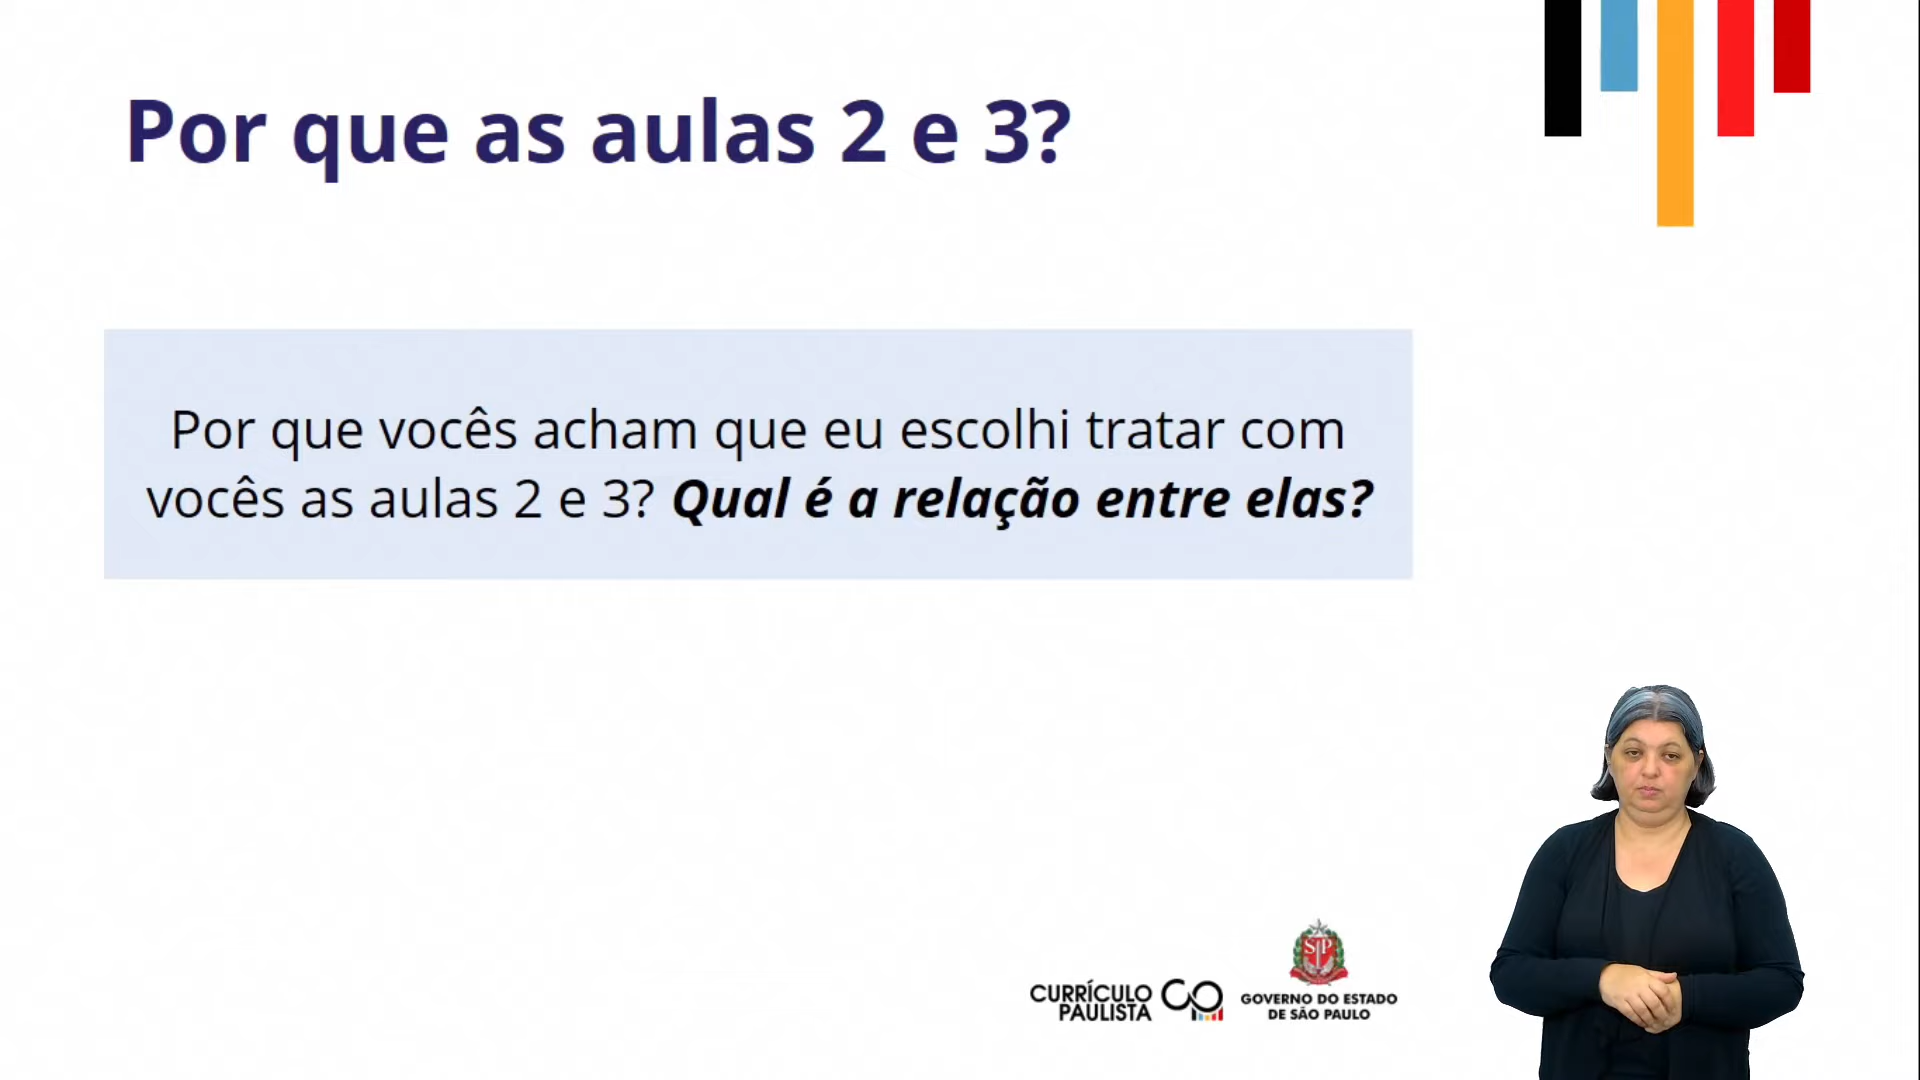 Por que as aulas 2 e 3?
Por que vocês acham que eu escolhi tratar com
vocês as aulas 2 e 3? Qual é a relação entre elas?
CURRÍCULO
PAULISTA
SP
GOVERNO DO ESTADO
DE SÃO PAULO